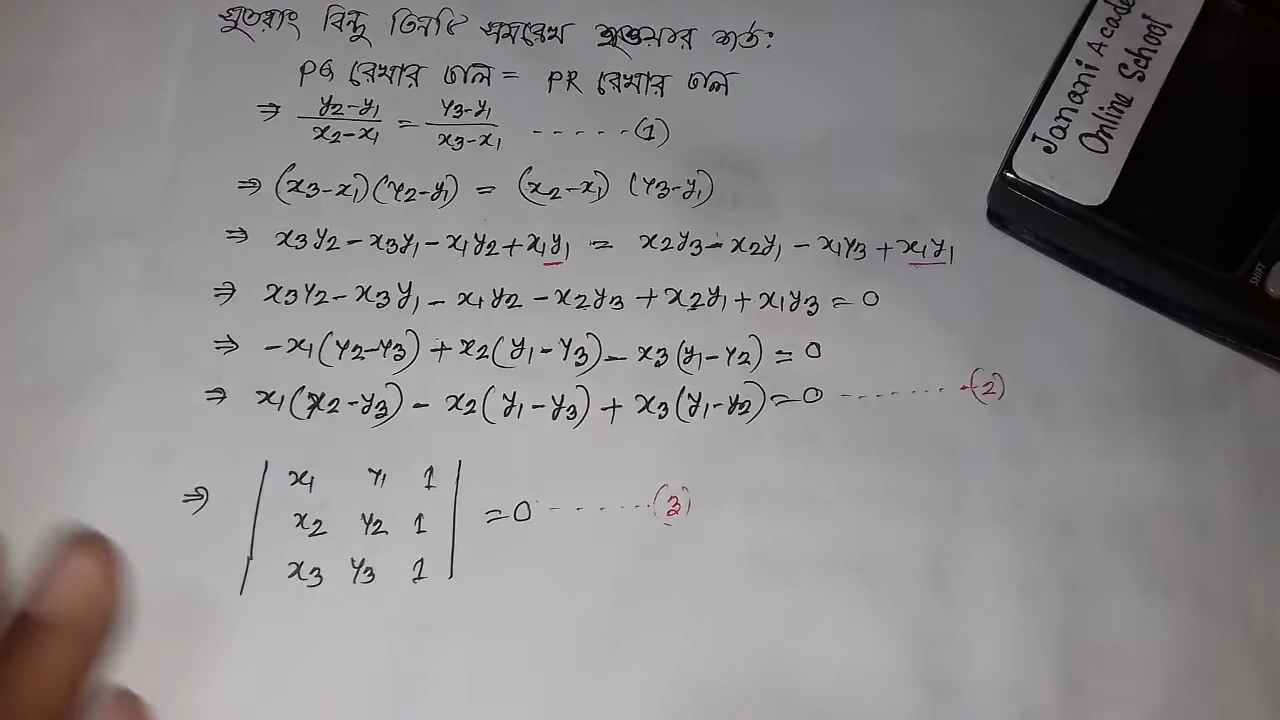 সুতরাং বিন্দু তিনটি সমরেখ হওয়ার শর্ত:
PQ রেখার ঢাল = PR রেখার ঢাল
⇒ (y2-y1)/(x2-x1) = (y3-y1)/(x3-x1) ------(1)
⇒ (x3-x1)(y2-y1) = (x2-x1) (y3-y1)
⇒ x3y2-x3y1-x1y2+x1y1 = x2y3-x2y1-x1y3+x1y1
⇒ x3y2-x3y1-x1y2-x2y3+x2y1+x1y3=0
⇒ -x1(y2-y3)+x2(y1-y3)-x3(y1-y2)=0
⇒ x1(x2-y3)-x2(y1-y3)+x3(y1-y2)=0 ........(2)
⇒ | x1 y1 1 |
| x2 y2 1 | =0 ......(3)
| x3 y3 1 |
Janani Acade
Online School
SHIFT